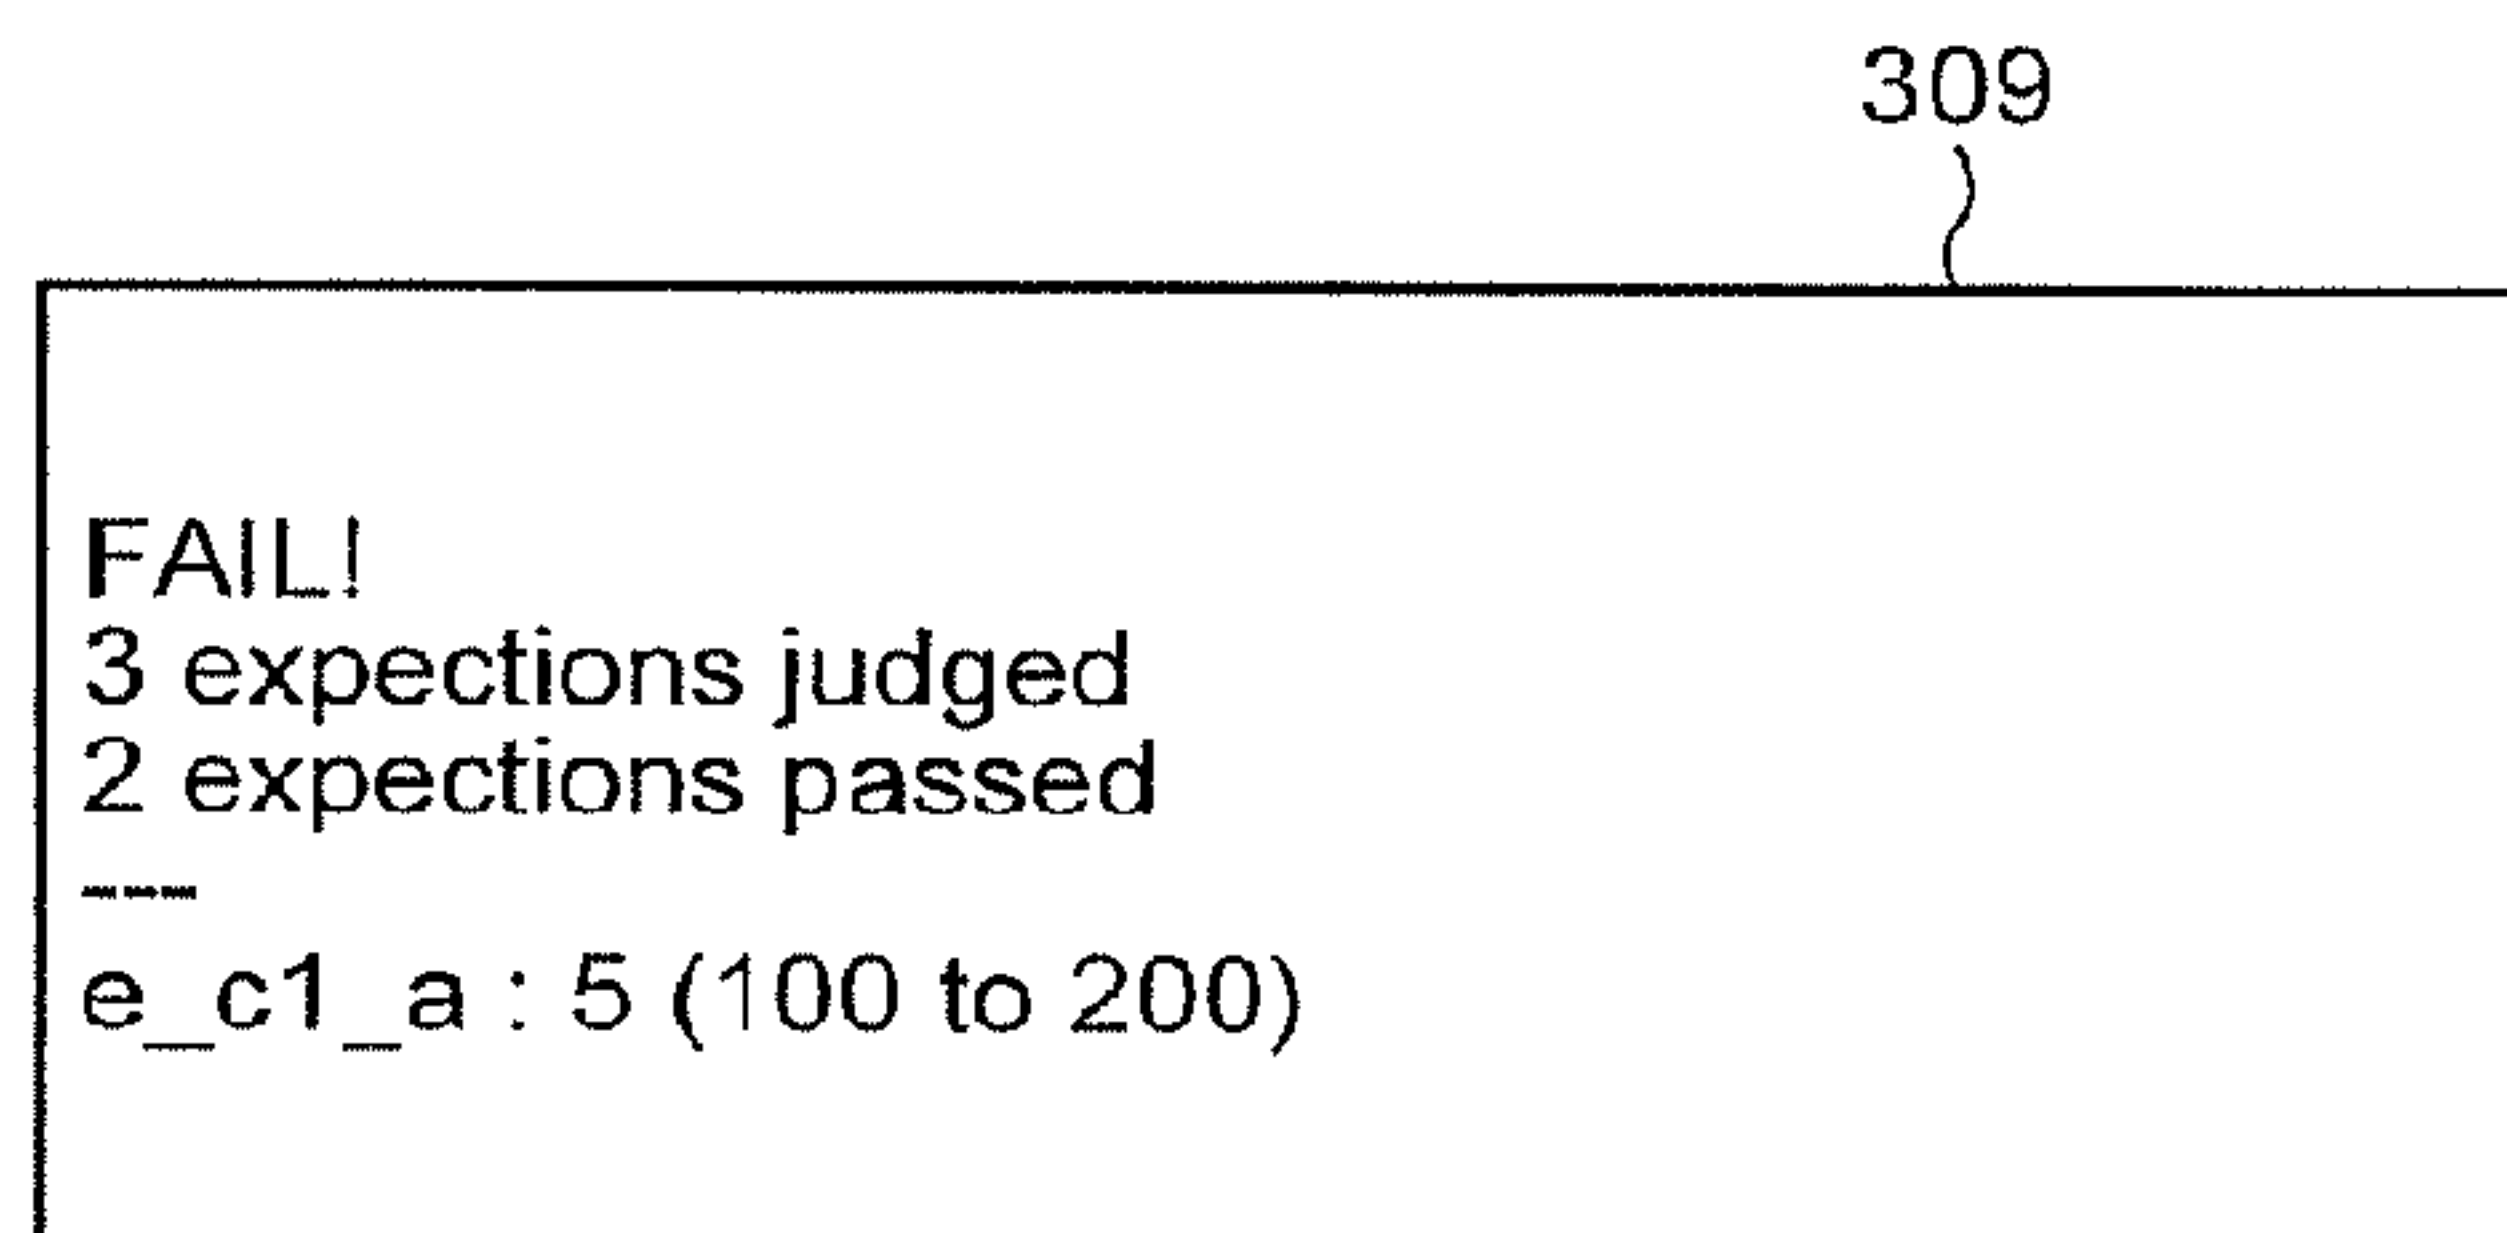 309
FAIL!
3 expections judged
2 expections passed
---
e_c1_a : 5 (100 to 200)